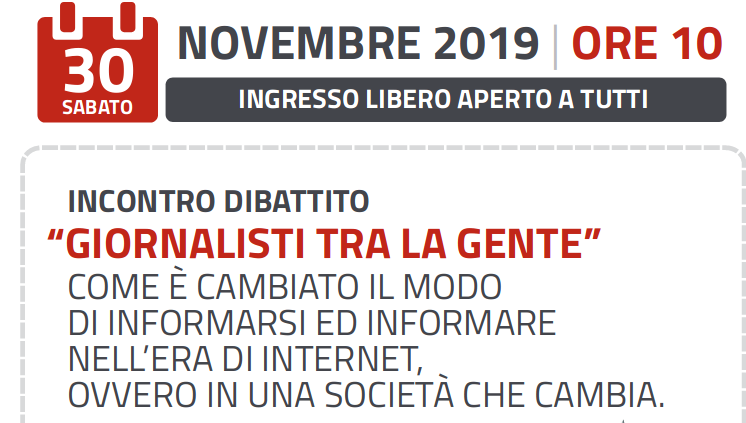 30
SABATO
NOVEMBRE 2019 | ORE 10
INGRESSO LIBERO APERTO A TUTTI
INCONTRO DIBATTITO
“GIORNALISTI TRA LA GENTE”
COME È CAMBIATO IL MODO
DI INFORMARSI ED INFORMARE
NELL’ERA DI INTERNET,
OVVERO IN UNA SOCIETÀ CHE CAMBIA.